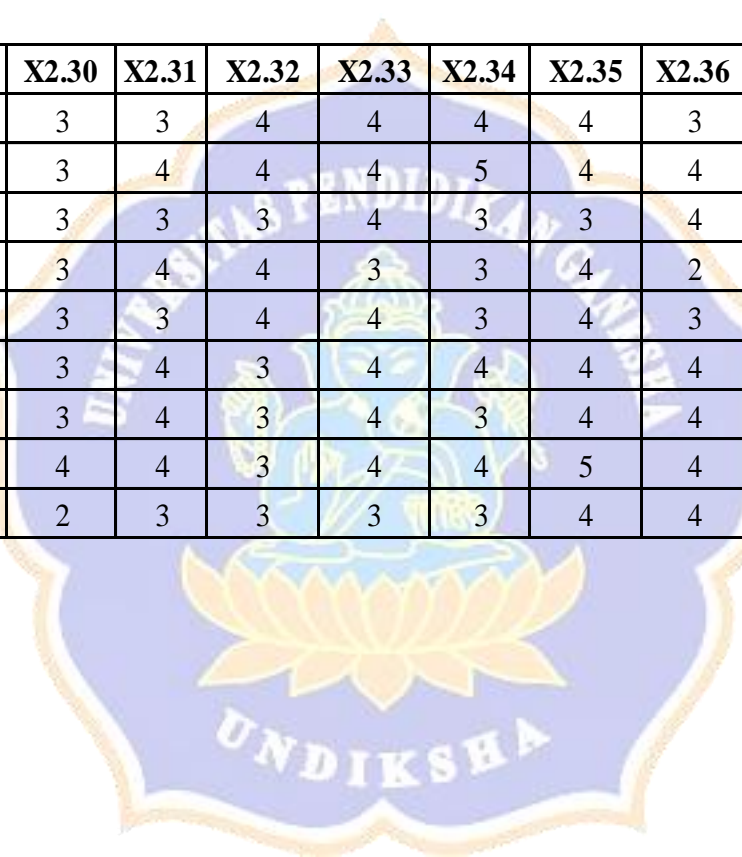 X2.30 X2.31 X2.32 X2.33 X2.34 X2.35 X2.36
3 3 4 4 4 4 3
3 4 4 4 5 4 4
3 3 3 4 3 3 4
3 4 4 3 3 4 2
3 3 4 4 3 4 3
3 4 3 4 4 4 4
3 4 3 4 3 4 4
4 4 3 4 4 5 4
2 3 3 3 3 4 4
UNIVERSITAS PENDIDIKAN GANESHA
UNDIKSHA